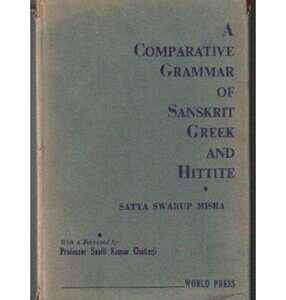 A
COMPARATIVE
GRAMMAR
OF
SANSKRIT
GREEK
AND
HITTITE
SATYA SWARUP MISRA
With a Foreword by
Professor Suniti Kumar Chatterji
WORLD PRESS